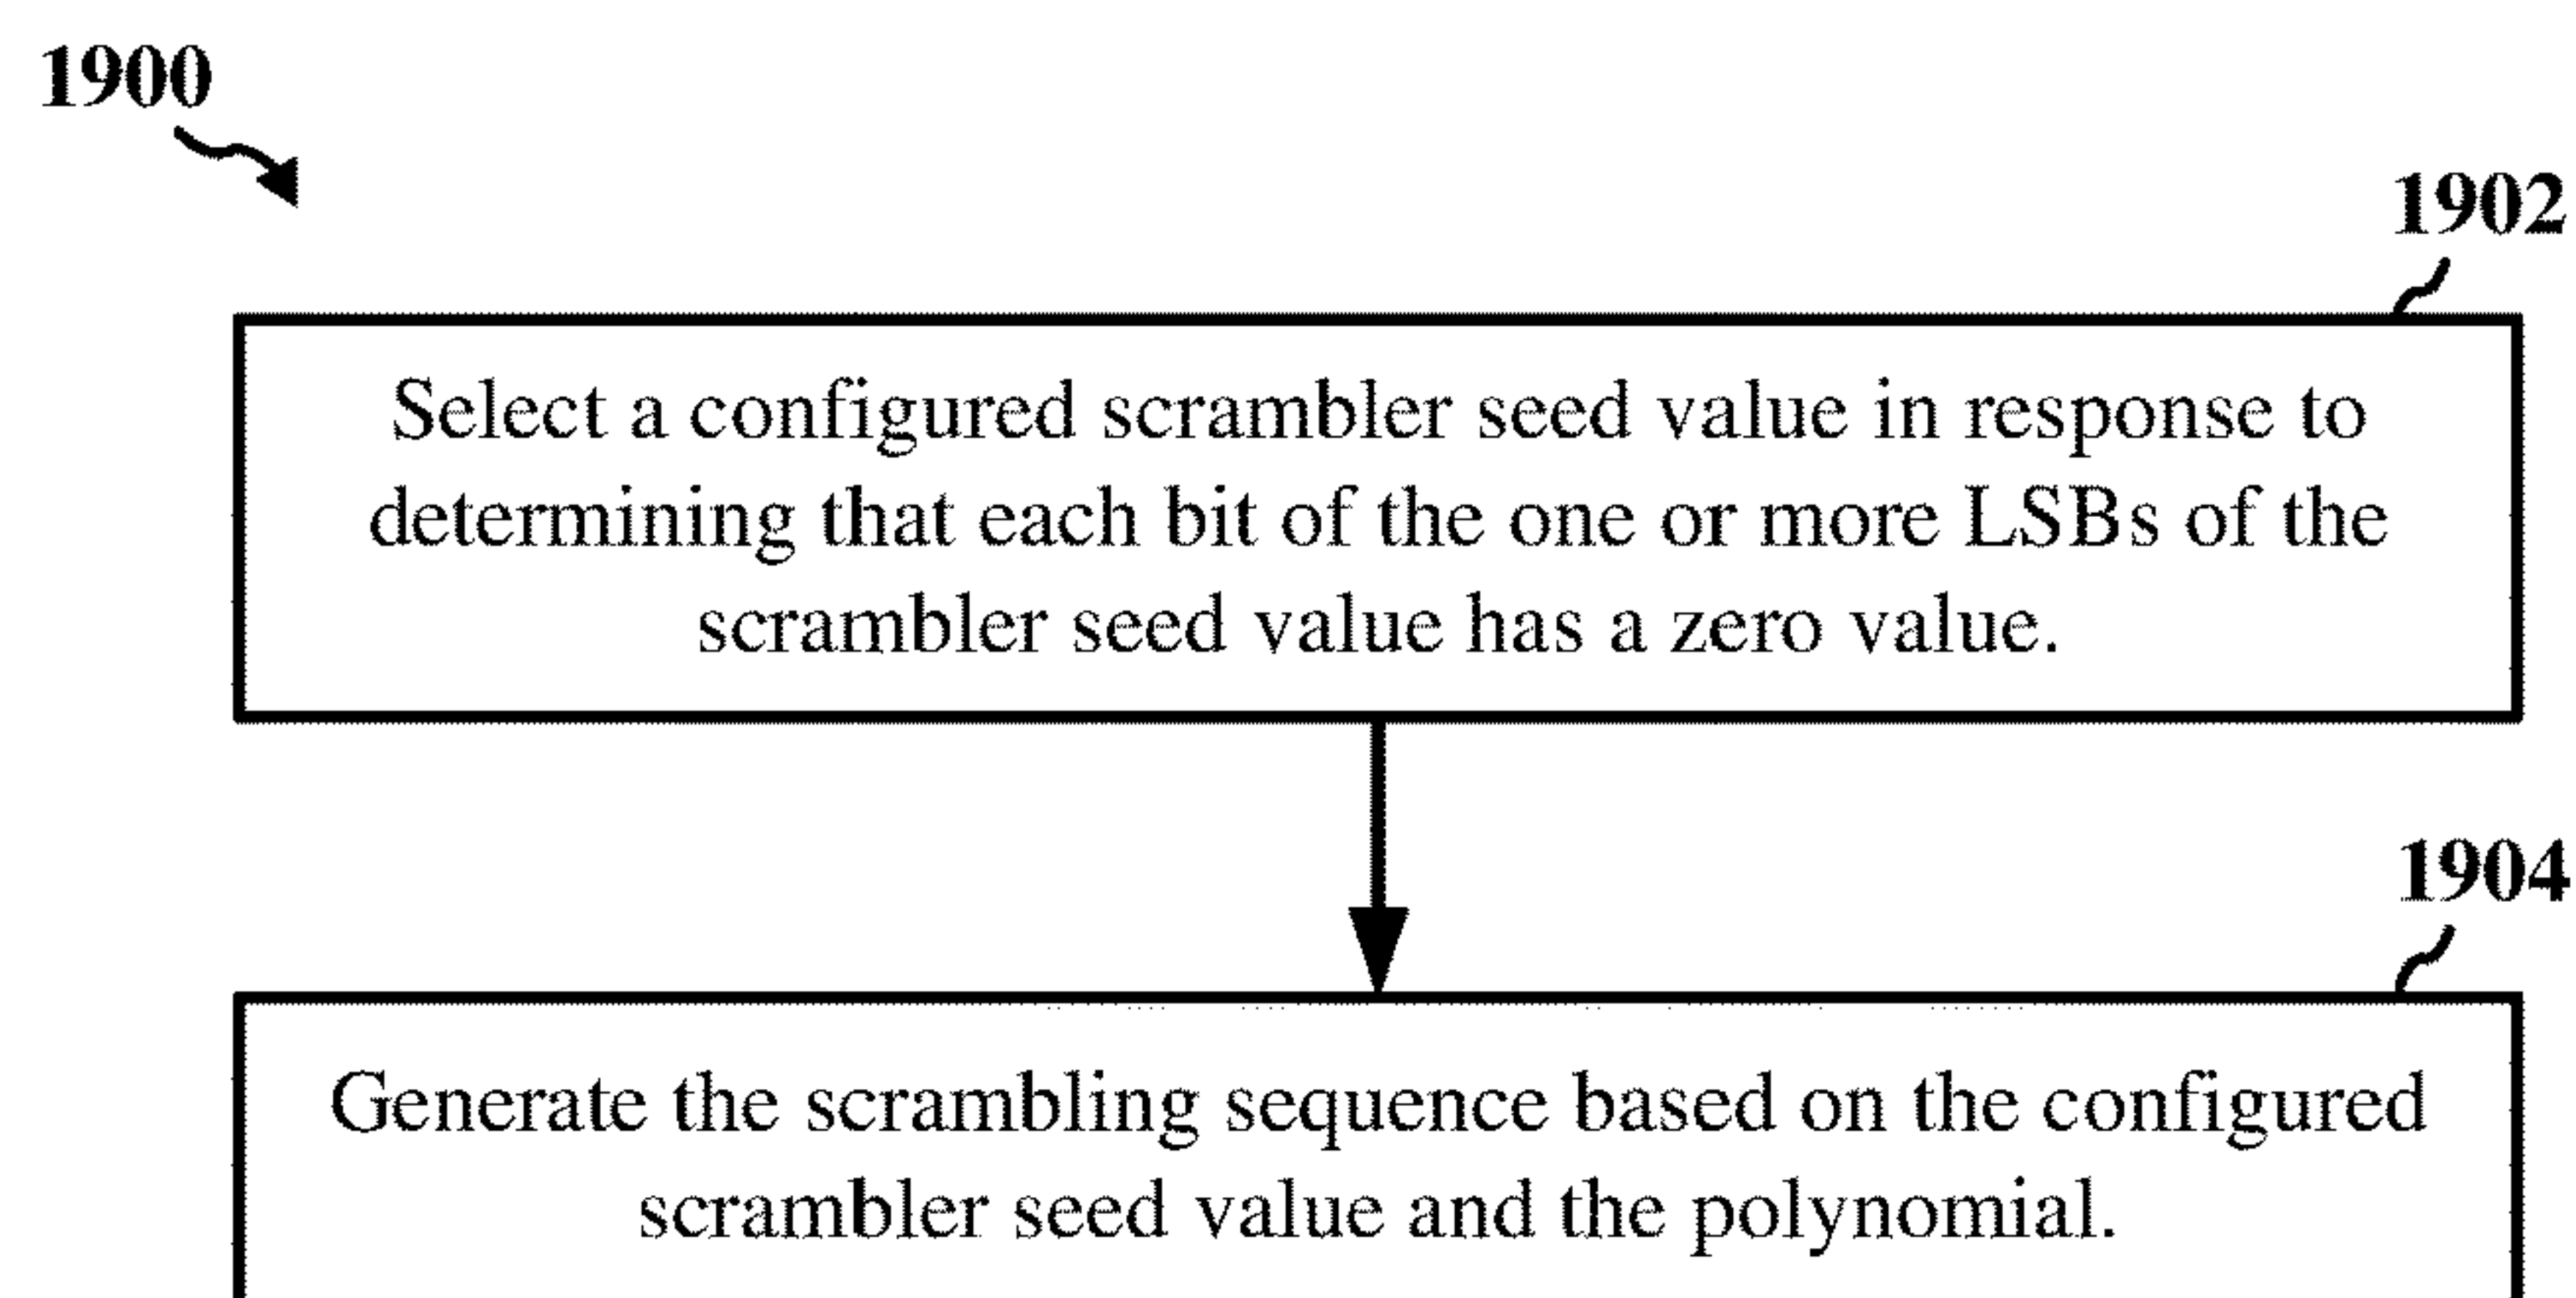 1900
1902
Select a configured scrambler seed value in response to
determining that each bit of the one or more LSBs of the
scrambler seed value has a zero value.
1904
Generate the scrambling sequence based on the configured
scrambler seed value and the polynomial.